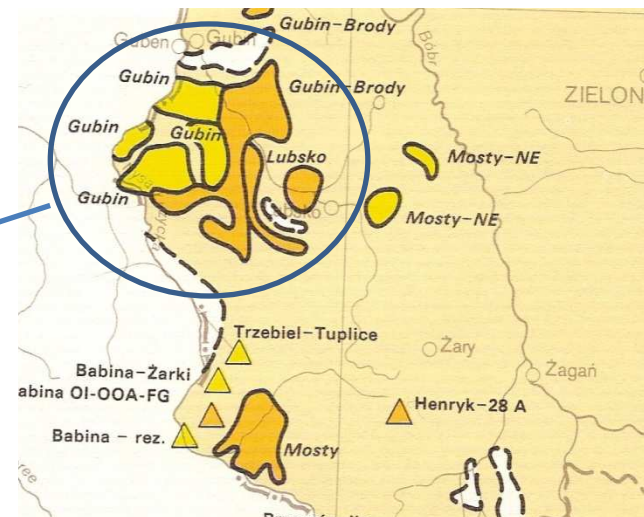 Gubin-Brody
Guben Gubin
Gubin
Gubin-Brody
ZIELON
Bóbr
Gubin
Gubin
Lubsko
Mosty-NE
Gubin
Mosty-NE
Trzebiel-Tuplice
Żary
Żagań
Babina-Żarki
abina OI-OOA-FG
Henryk-28 A
Babina - rez.
Mosty